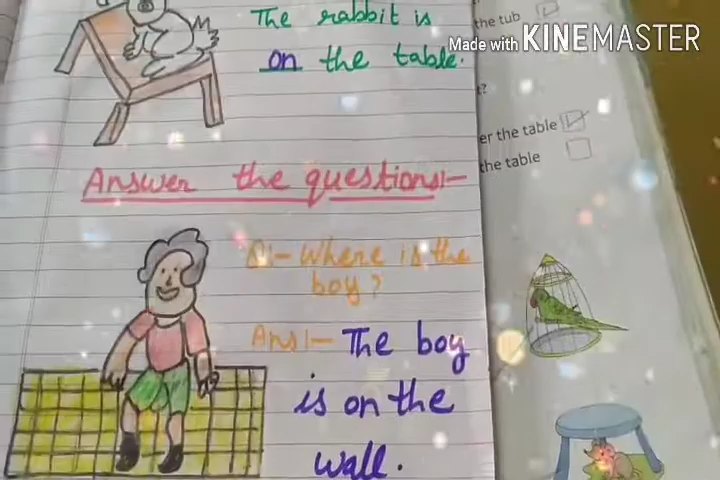 The rabbit is
on the table.
the tub
Made with KINEMASTER
t?
er the table
the table
Answer the questions:-
Q:- Where is the
boy?
Ans:- The boy
is on the
wall.